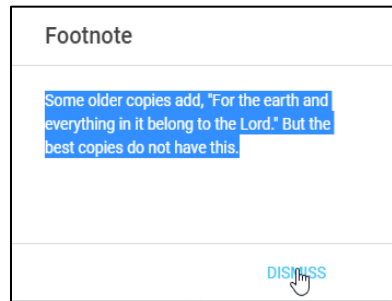 Footnote
Some older copies add, "For the earth and
everything in it belong to the Lord." But the
best copies do not have this.
DISMISS